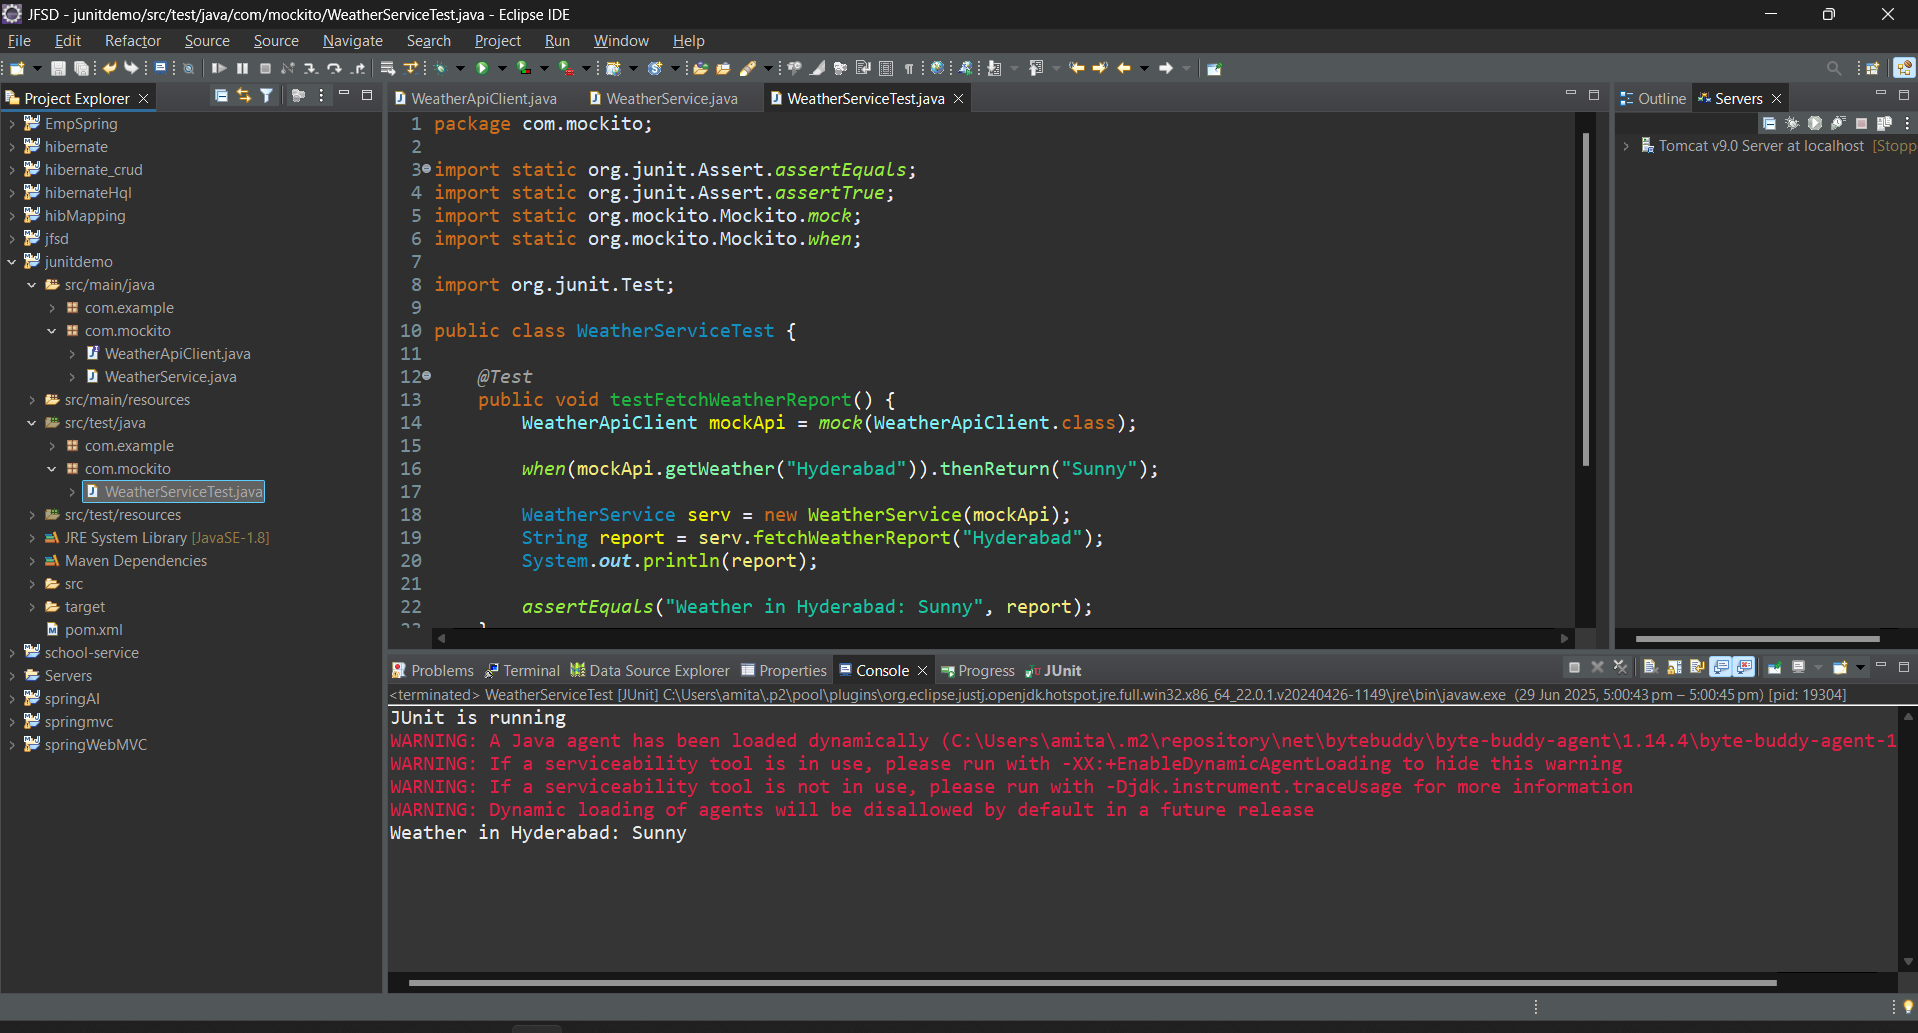 JFSD - junitdemo/src/test/java/com/mockito/WeatherServiceTest.java - Eclipse IDE
File Edit Refactor Source Source Navigate Search Project Run Window Help
Project Explorer
EmpSpring
hibernate
hibernate_crud
hibernateHql
hibMapping
jfsd
junitdemo
src/main/java
com.example
com.mockito
WeatherApiClient.java
WeatherService.java
src/main/resources
src/test/java
com.example
com.mockito
WeatherServiceTest.java
src/test/resources
JRE System Library [JavaSE-1.8]
Maven Dependencies
src
target
pom.xml
school-service
Servers
springAI
springmvc
springWebMVC
WeatherApiClient.java WeatherService.java WeatherServiceTest.java
1 package com.mockito;
2
3 import static org.junit.Assert.assertEquals;
4 import static org.junit.Assert.assertTrue;
5 import static org.mockito.Mockito.mock;
6 import static org.mockito.Mockito.when;
7
8 import org.junit.Test;
9
10 public class WeatherServiceTest {
11
12 @Test
13 public void testFetchWeatherReport() {
14 WeatherApiClient mockApi = mock(WeatherApiClient.class);
15
16 when(mockApi.getWeather("Hyderabad")).thenReturn("Sunny");
17
18 WeatherService serv = new WeatherService(mockApi);
19 String report = serv.fetchWeatherReport("Hyderabad");
20 System.out.println(report);
21
22 assertEquals("Weather in Hyderabad: Sunny", report);
Outline Servers
Tomcat v9.0 Server at localhost [Stopp
Problems Terminal Data Source Explorer Properties Console Progress JUnit
<terminated> WeatherServiceTest [JUnit] C:\Users\amita\.p2\pool\plugins\org.eclipse.justj.openjdk.hotspot.jre.full.win32.x86_64_22.0.1.v20240426-1149\jre\bin\javaw.exe (29 Jun 2025, 5:00:43 pm – 5:00:45 pm) [pid: 19304]
JUnit is running
WARNING: A Java agent has been loaded dynamically (C:\Users\amita\.m2\repository\net\bytebuddy\byte-buddy-agent\1.14.4\byte-buddy-agent-1
WARNING: If a serviceability tool is in use, please run with -XX:+EnableDynamicAgentLoading to hide this warning
WARNING: If a serviceability tool is not in use, please run with -Djdk.instrument.traceUsage for more information
WARNING: Dynamic loading of agents will be disallowed by default in a future release
Weather in Hyderabad: Sunny